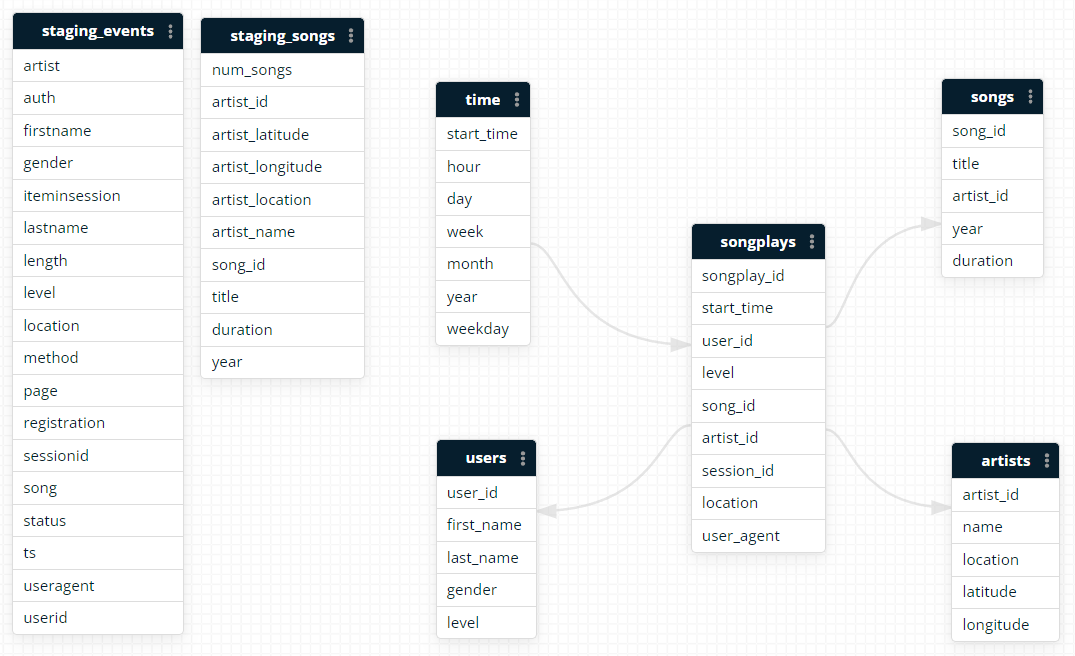 staging_events
artist
auth
firstname
gender
iteminsession
lastname
length
level
location
method
page
registration
sessionid
song
status
ts
useragent
userid
staging_songs
num_songs
artist_id
artist_latitude
artist_longitude
artist_location
artist_name
song_id
title
duration
year
time
start_time
hour
day
week
month
year
weekday
users
user_id
first_name
last_name
gender
level
songplays
songplay_id
start_time
user_id
level
song_id
artist_id
session_id
location
user_agent
songs
song_id
title
artist_id
year
duration
artists
artist_id
name
location
latitude
longitude